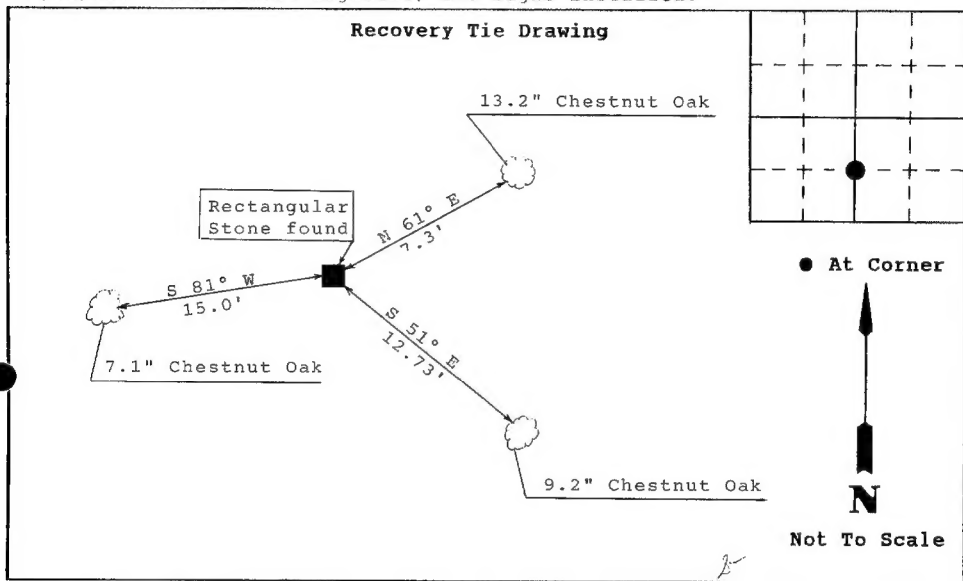 Recovery Tie Drawing
13.2" Chestnut Oak
Rectangular
Stone found
N 61° E
7.3'
S 81° W
15.0'
● At Corner
S 51° E
12.73'
7.1" Chestnut Oak
9.2" Chestnut Oak
N
Not To Scale